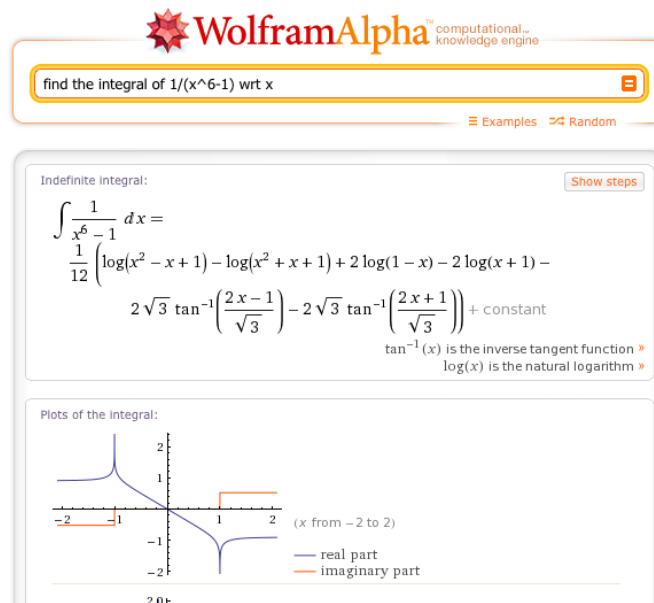 WolframAlpha™ computational... knowledge engine
find the integral of 1/(x^6-1) wrt x
Examples Random
Indefinite integral:
Show steps
∫ 1/(x⁶ − 1) dx =
1/12 (log(x² − x + 1) − log(x² + x + 1) + 2 log(1 − x) − 2 log(x + 1) −
2 √3 tan⁻¹((2 x − 1)/√3) − 2 √3 tan⁻¹((2 x + 1)/√3)) + constant
tan⁻¹(x) is the inverse tangent function »
log(x) is the natural logarithm »
Plots of the integral:
2
1
−2 −1 1 2
(x from −2 to 2)
−1
real part
−2
imaginary part